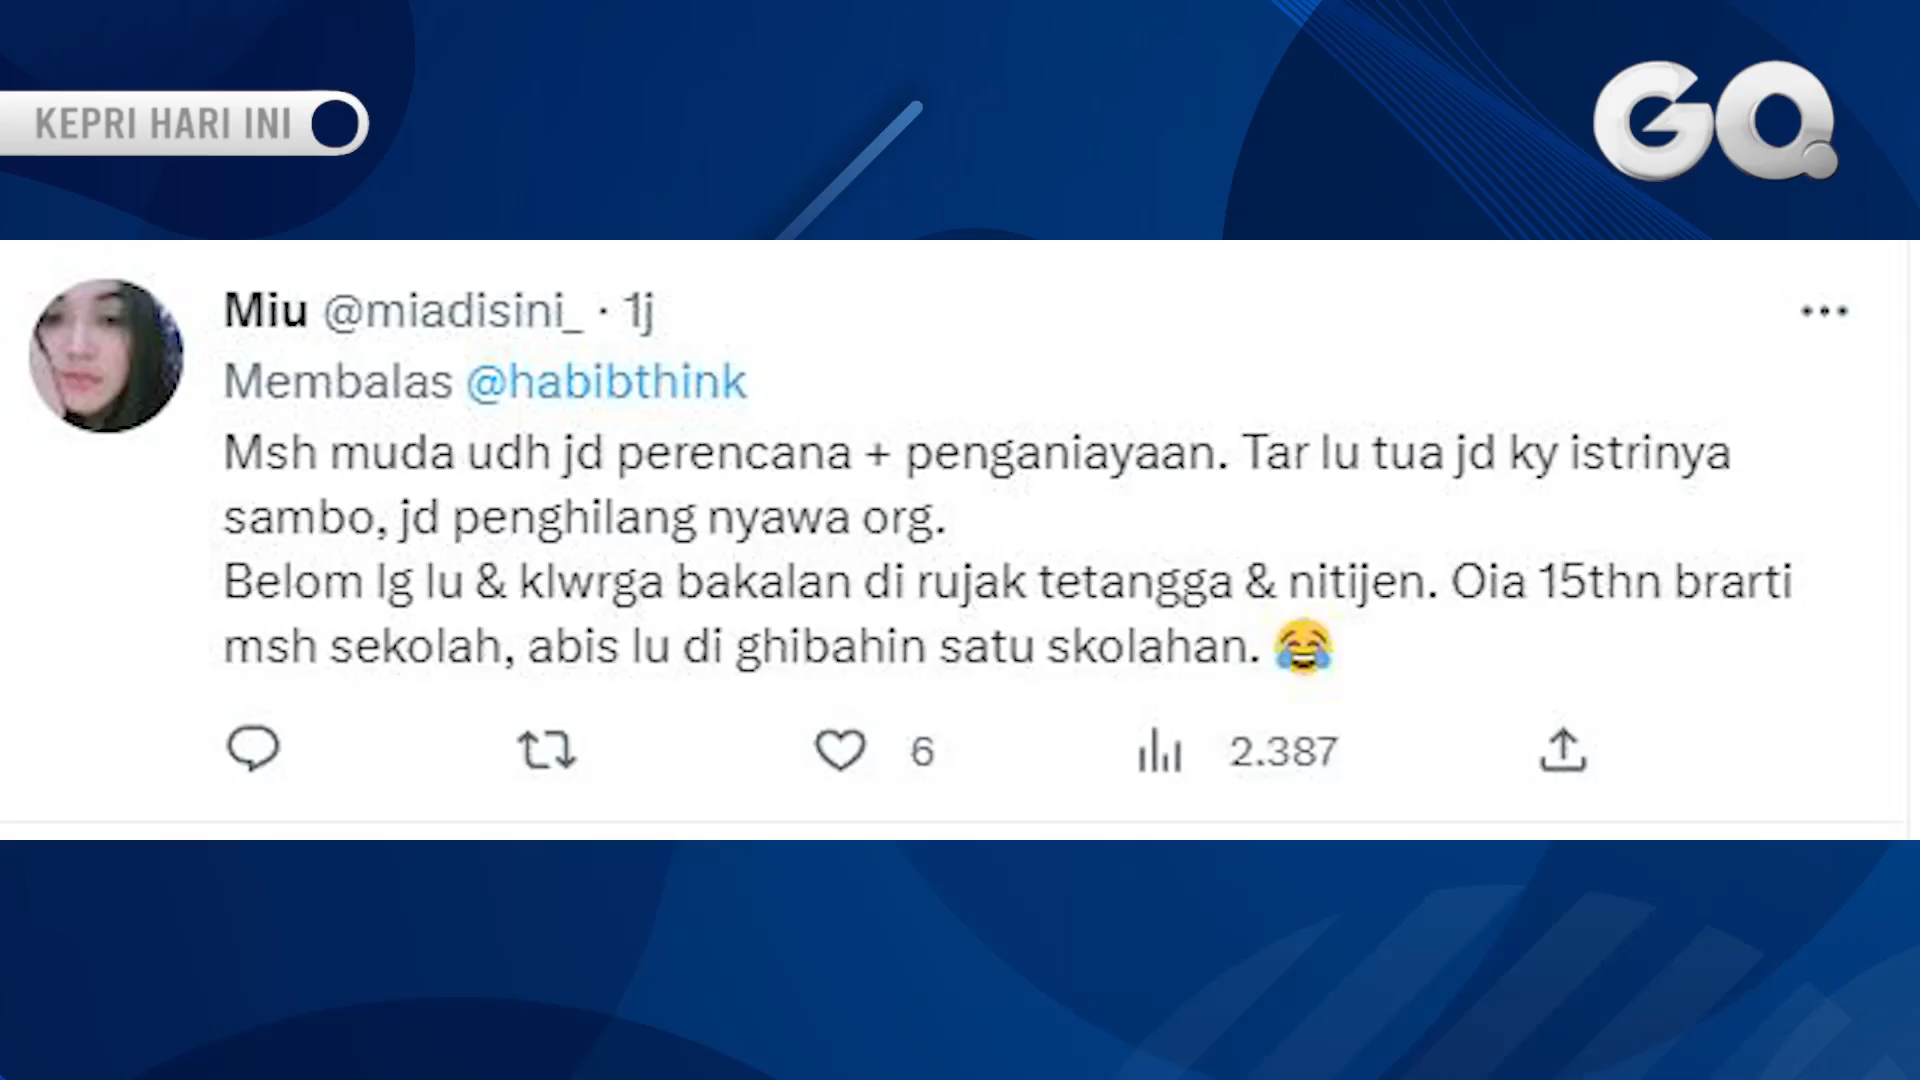 KEPRI HARI INI
GQ
Miu @miadisini_ · 1j
Membalas @habibthink
Msh muda udh jd perencana + penganiayaan. Tar lu tua jd ky istrinya
sambo, jd penghilang nyawa org.
Belom lg lu & klwrga bakalan di rujak tetangga & nitijen. Oia 15thn brarti
msh sekolah, abis lu di ghibahin satu skolahan. 😂
6 2.387